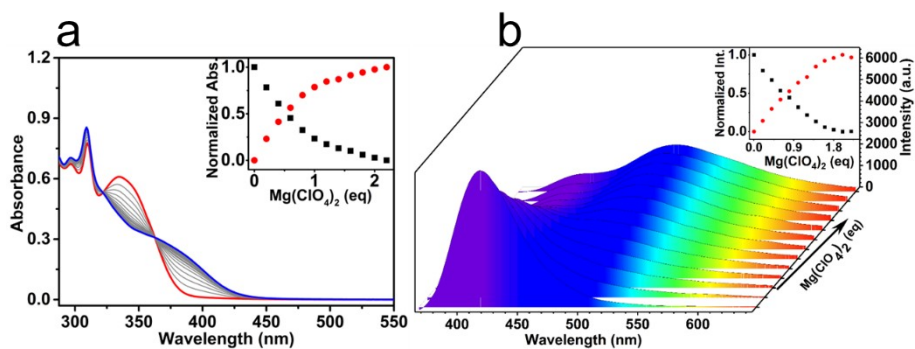 a
1.2
0.9
0.6
0.3
0.0
Absorbance
300 350 400 450 500 550
Wavelength (nm)
1.0
0.5
0.0
Normalized Abs.
0 1 2
Mg(ClO4)2 (eq)
b
1.0
0.5
0.0
Normalized Int.
0.0 0.9 1.8
Mg(ClO4)2 (eq)
6000
5000
4000
3000
2000
1000
0
Intensity (a.u.)
Mg(ClO4)2 (eq)
400 450 500 550 600
Wavelength (nm)